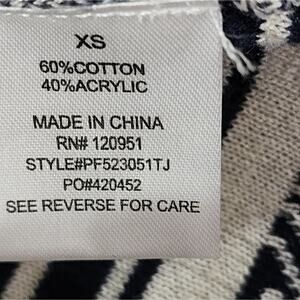 XS
60%COTTON
40%ACRYLIC
MADE IN CHINA
RN# 120951
STYLE#PF523051TJ
PO#420452
SEE REVERSE FOR CARE